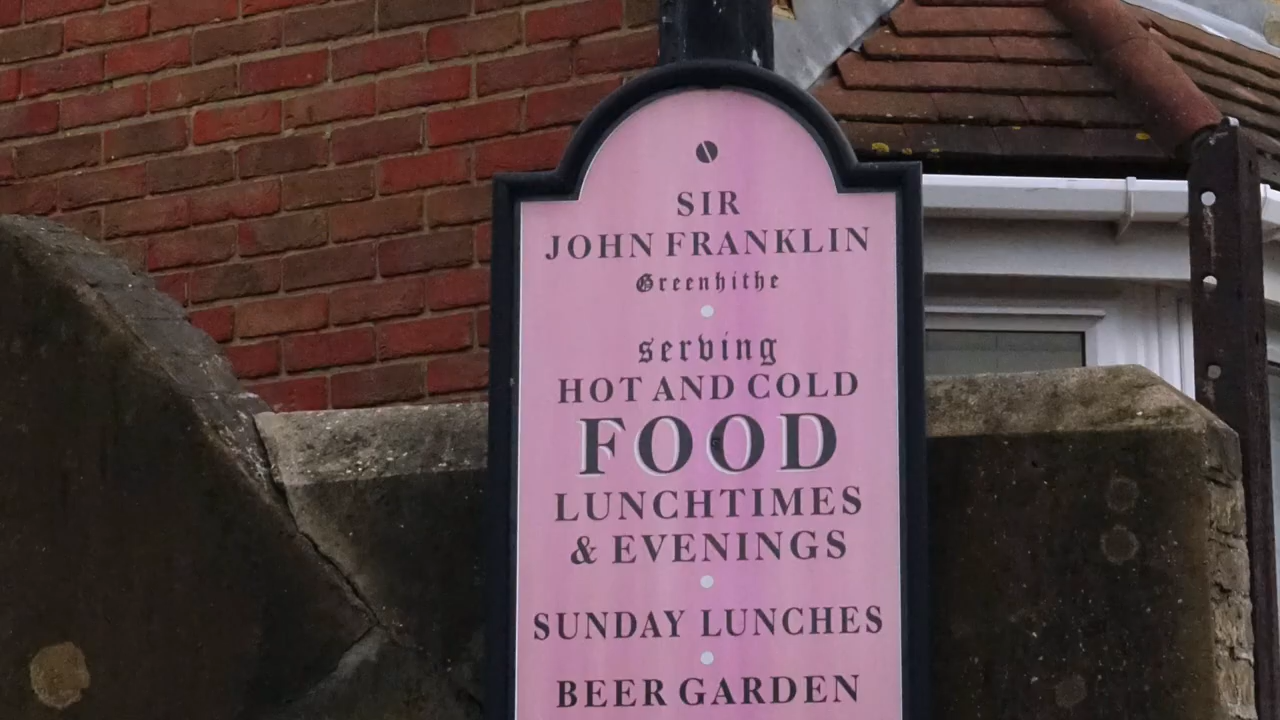 SIR
JOHN FRANKLIN
Greenhithe
serving
HOT AND COLD
FOOD
LUNCHTIMES
& EVENINGS
SUNDAY LUNCHES
BEER GARDEN